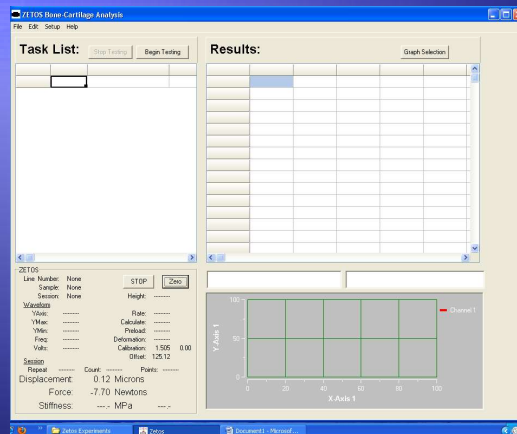 ZETOS Bone-Cartilage Analysis
File Edit Setup Help
Task List: Stop Testing Begin Testing
Results: Graph Selection
ZETOS
Line Number: None
Sample: None
Session: None
STOP Zero
Height: --------
Waveform
YAxis: --------
YMax: --------
YMin: --------
Freq: --------
Volts: --------
Rate: --------
Calculate: --------
Preload: --------
Deformation: --------
Calibration: 1.505 0.00
Offset: 125.12
Session
Repeat -------- Count: -------- Points: --------
Displacement: 0.12 Microns
Force: -7.70 Newtons
Stiffness: ---.- MPa ---.-
100
50
0
Y-Axis 1
0 20 40 60 80 100
X-Axis 1
Channel 1
Zetos Experiments Zetos Document1 - Microsof...